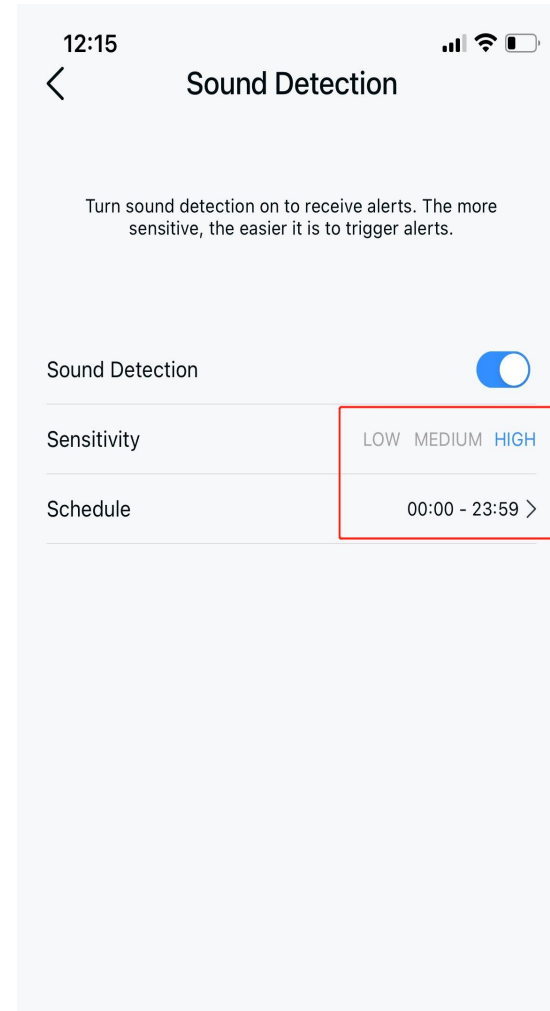 12:15
Sound Detection
Turn sound detection on to receive alerts. The more
sensitive, the easier it is to trigger alerts.
Sound Detection
Sensitivity LOW MEDIUM HIGH
Schedule 00:00 - 23:59